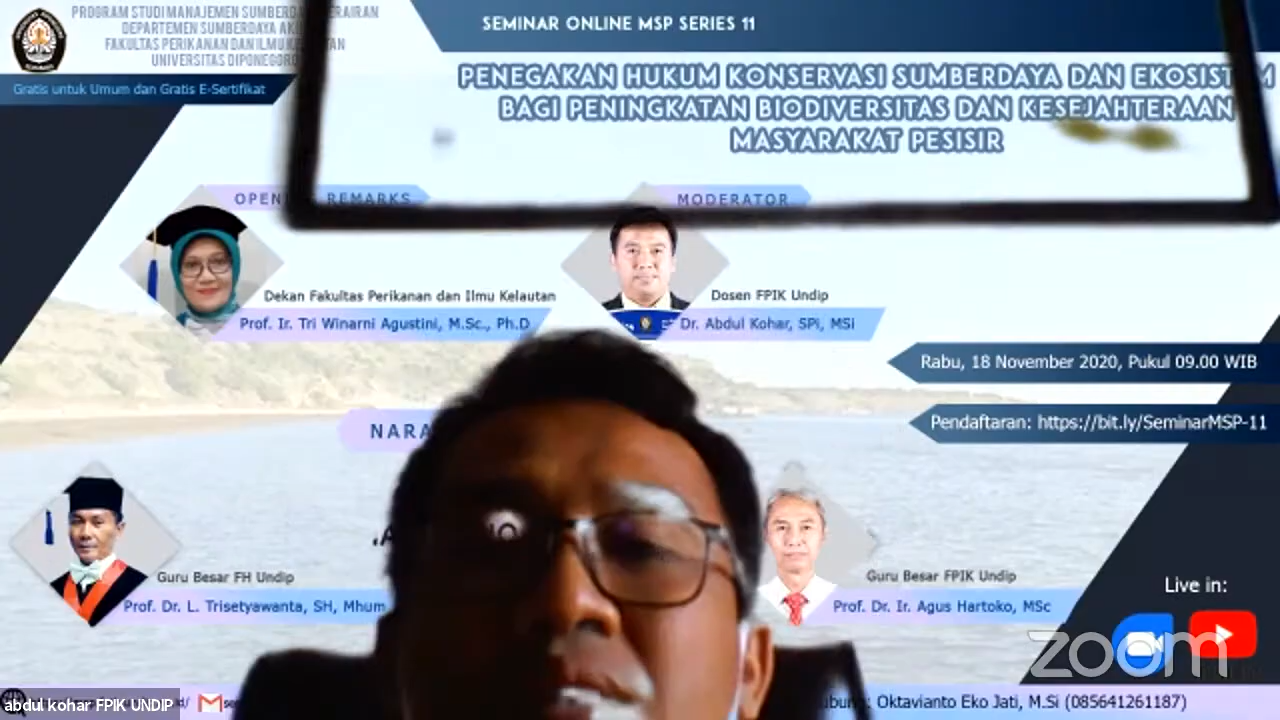 PROGRAM STUDI MANAJEMEN SUMBERDA ERAIRAN
DEPARTEMEN SUMBERDAYA
FAKULTAS PERIKANAN DAN ILMU
UNIVERSITAS DIPONEGORO
Gratis untuk Umum dan Gratis E-Sertifikat
SEMINAR ONLINE MSP SERIES 11
PENEGAKAN HUKUM KONSERVASI SUMBERDAYA DAN EKOSIST M
BAGI PENINGKATAN BIODIVERSITAS DAN KESEJAHTERAAN
MASYARAKAT PESISIR
OPENI REMARKS
MODERATOR
Dekan Fakultas Perikanan dan Ilmu Kelautan
Prof. Ir. Tri Winarni Agustini, M.Sc., Ph.D
Dosen FPIK Undip
Dr. Abdul Kohar, SPi, MSi
Rabu, 18 November 2020, Pukul 09.00 WIB
Pendaftaran: https://bit.ly/SeminarMSP-11
NARA
Guru Besar FH Undip
Prof. Dr. L. Trisetyawanta, SH, Mhum
Guru Besar FPIK Undip
Prof. Dr. Ir. Agus Hartoko, MSc
Live in:
zoom
abdul kohar FPIK UNDIP
ubung: Oktavianto Eko Jati, M.Si (085641261187)